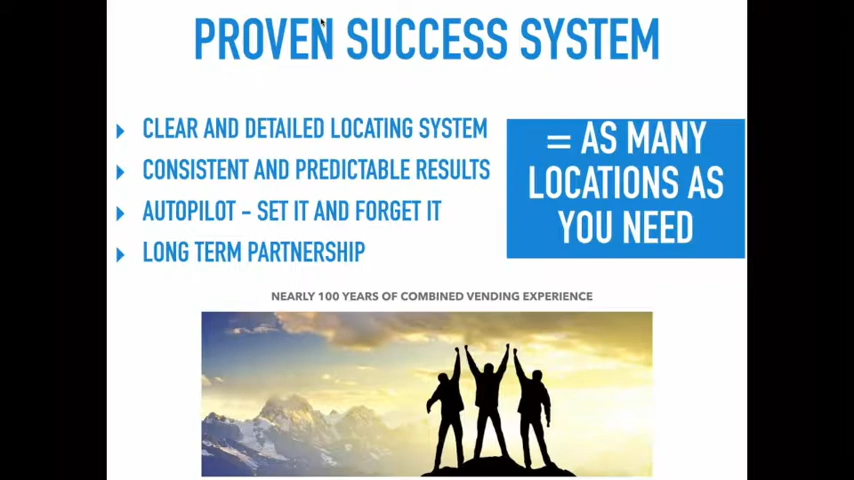 PROVEN SUCCESS SYSTEM
CLEAR AND DETAILED LOCATING SYSTEM
CONSISTENT AND PREDICTABLE RESULTS
AUTOPILOT - SET IT AND FORGET IT
LONG TERM PARTNERSHIP
= AS MANY
LOCATIONS AS
YOU NEED
NEARLY 100 YEARS OF COMBINED VENDING EXPERIENCE